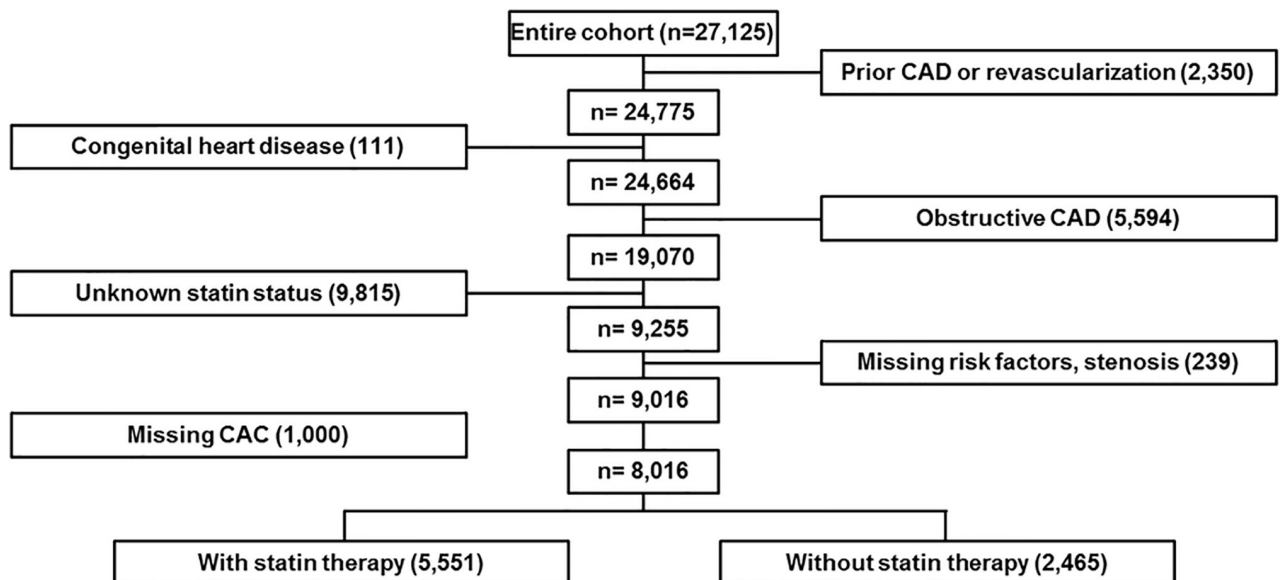 Entire cohort (n=27,125)
Prior CAD or revascularization (2,350)
n= 24,775
Congenital heart disease (111)
n= 24,664
Obstructive CAD (5,594)
n= 19,070
Unknown statin status (9,815)
n= 9,255
Missing risk factors, stenosis (239)
n= 9,016
Missing CAC (1,000)
n= 8,016
With statin therapy (5,551)
Without statin therapy (2,465)